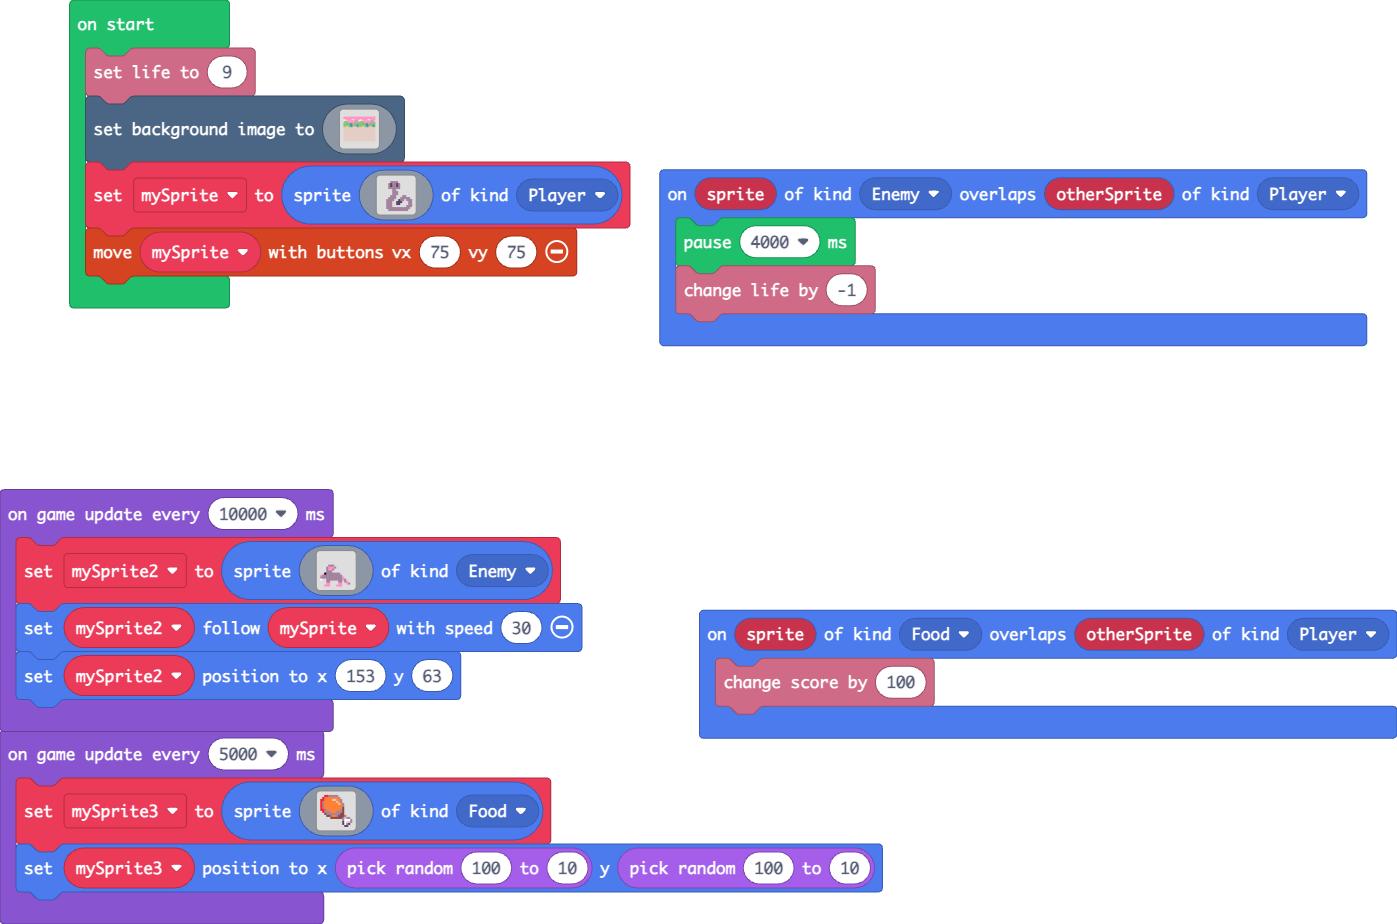 on start
set life to 9
set background image to
set mySprite to sprite of kind Player
move mySprite with buttons vx 75 vy 75
on sprite of kind Enemy overlaps otherSprite of kind Player
pause 4000 ms
change life by -1
on game update every 10000 ms
set mySprite2 to sprite of kind Enemy
set mySprite2 follow mySprite with speed 30
set mySprite2 position to x 153 y 63
on game update every 5000 ms
set mySprite3 to sprite of kind Food
set mySprite3 position to x pick random 100 to 10 y pick random 100 to 10
on sprite of kind Food overlaps otherSprite of kind Player
change score by 100